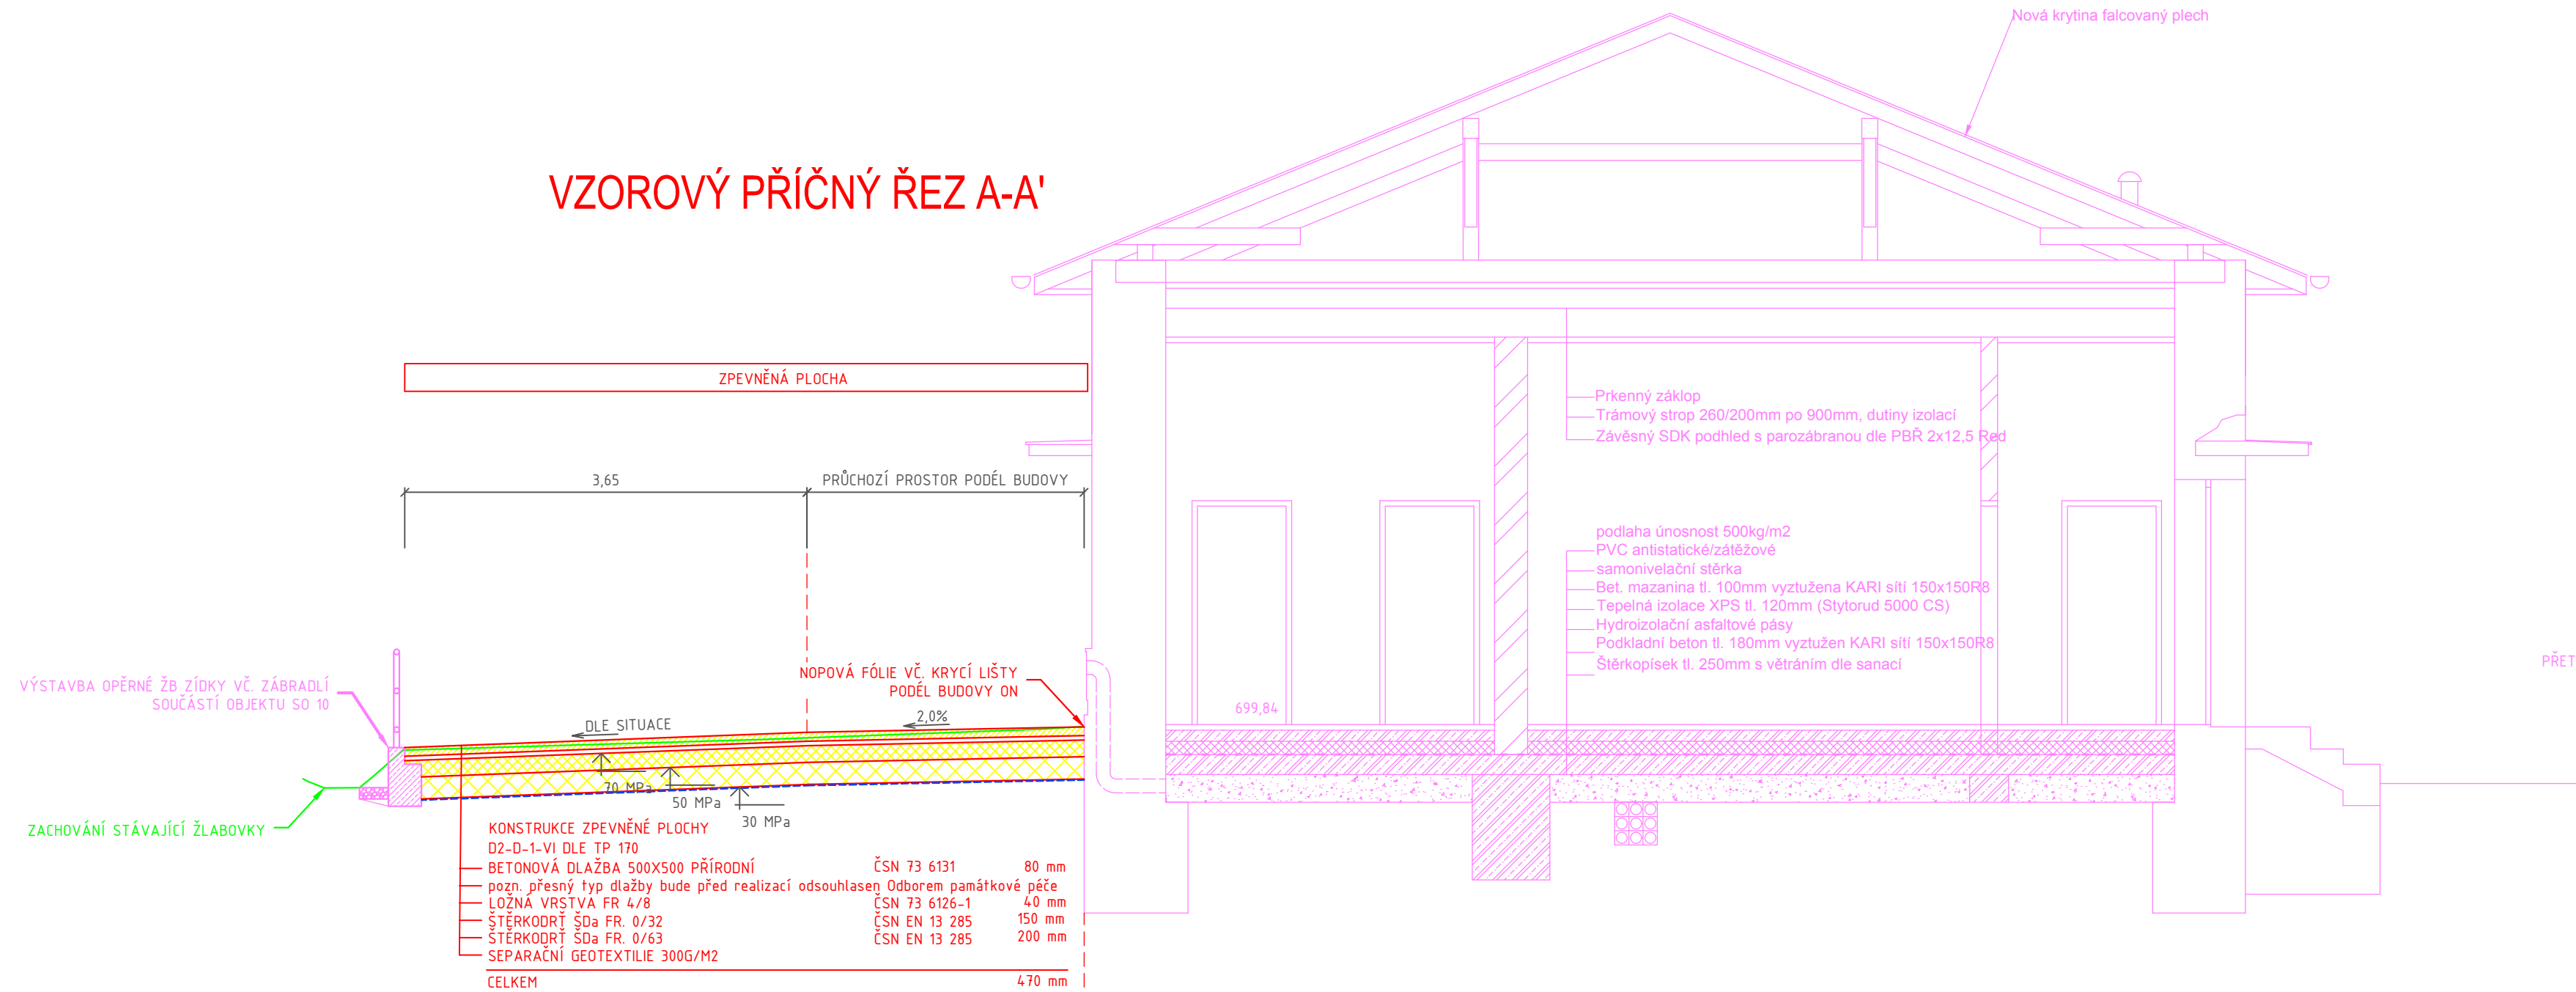 Nová krytina falcovaný plech
VZOROVÝ PŘÍČNÝ ŘEZ A-A'
ZPEVNĚNÁ PLOCHA
Prkenný záklop
Trámový strop 260/200mm po 900mm, dutiny izolací
Závěsný SDK podhled s parozábranou dle PBŘ 2x12,5 Red
3,65
PRŮCHOZÍ PROSTOR PODÉL BUDOVY
podlaha únosnost 500kg/m2
PVC antistatické/zátěžové
samonivelační stěrka
Bet. mazanina tl. 100mm vyztužena KARI sítí 150x150R8
Tepelná izolace XPS tl. 120mm (Stytorud 5000 CS)
Hydroizolační asfaltové pásy
Podkladní beton tl. 180mm vyztužen KARI sítí 150x150R8
Štěrkopísek tl. 250mm s větráním dle sanací
PŘET
NOPOVÁ FÓLIE VČ. KRYCÍ LIŠTY
PODÉL BUDOVY ON
VÝSTAVBA OPĚRNÉ ŽB ZÍDKY VČ. ZÁBRADLÍ
SOUČÁSTÍ OBJEKTU SO 10
699,84
DLE SITUACE
2,0%
70 MPa
50 MPa
30 MPa
ZACHOVÁNÍ STÁVAJÍCÍ ŽLABOVKY
KONSTRUKCE ZPEVNĚNÉ PLOCHY
D2-D-1-VI DLE TP 170
BETONOVÁ DLAŽBA 500X500 PŘÍRODNÍ ČSN 73 6131 80 mm
pozn. přesný typ dlažby bude před realizací odsouhlasen Odborem památkové péče
LOŽNÁ VRSTVA FR 4/8 ČSN 73 6126-1 40 mm
ŠTĚRKODRŤ ŠDa FR. 0/32 ČSN EN 13 285 150 mm
ŠTĚRKODRŤ ŠDa FR. 0/63 ČSN EN 13 285 200 mm
SEPARAČNÍ GEOTEXTILIE 300G/M2
CELKEM 470 mm